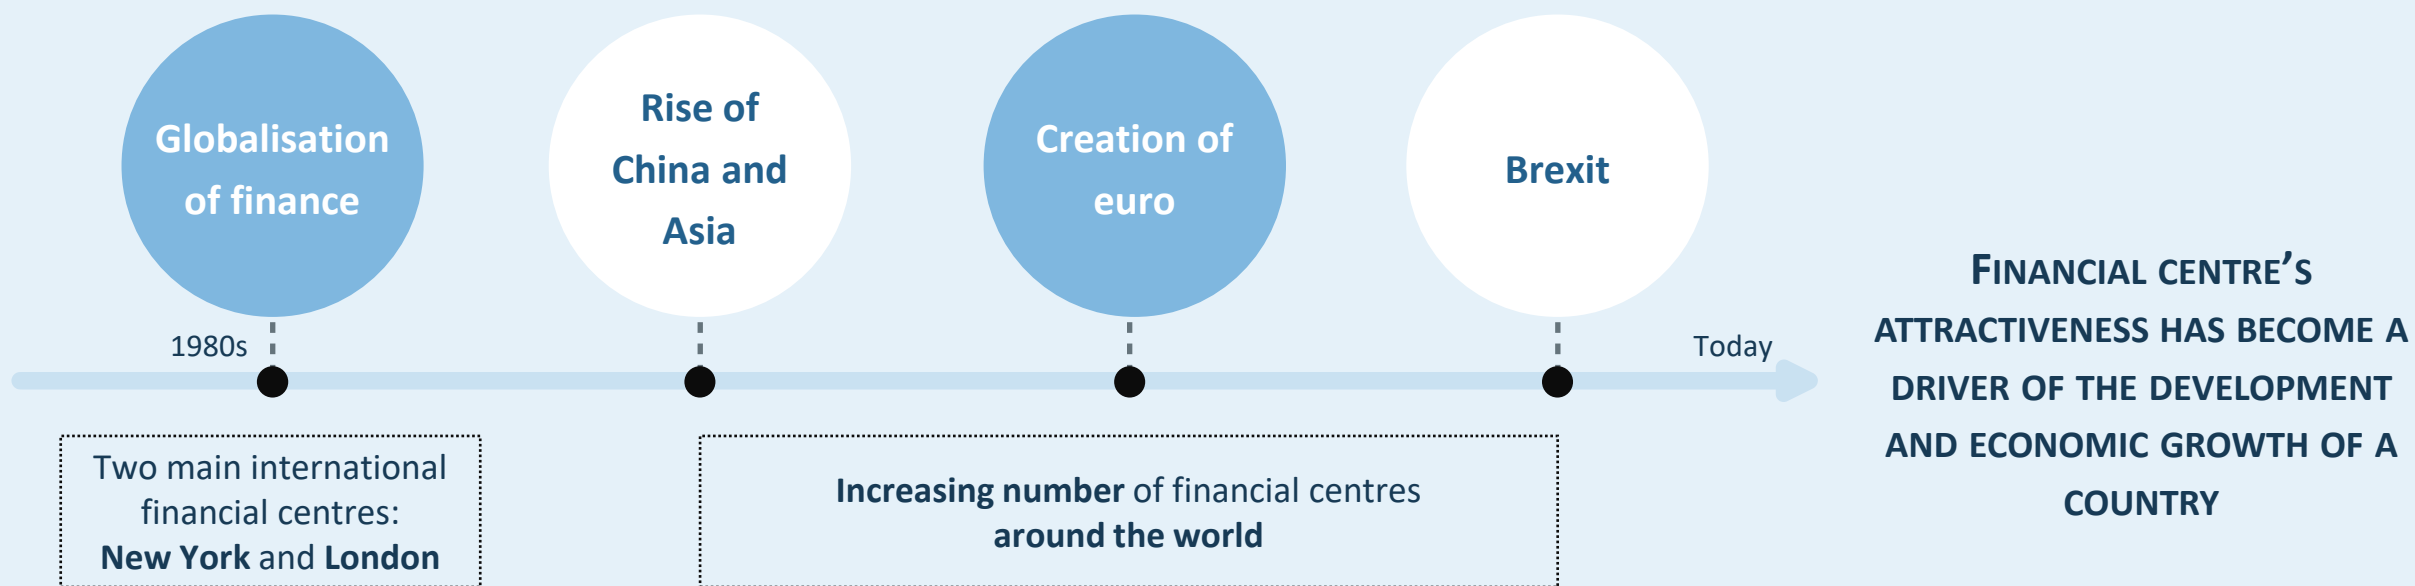 Globalisation
of finance
Rise of
China and
Asia
Creation of
euro
Brexit
1980s
Today
Two main international
financial centres:
New York and London
Increasing number of financial centres
around the world
FINANCIAL CENTRE’S
ATTRACTIVENESS HAS BECOME A
DRIVER OF THE DEVELOPMENT
AND ECONOMIC GROWTH OF A
COUNTRY